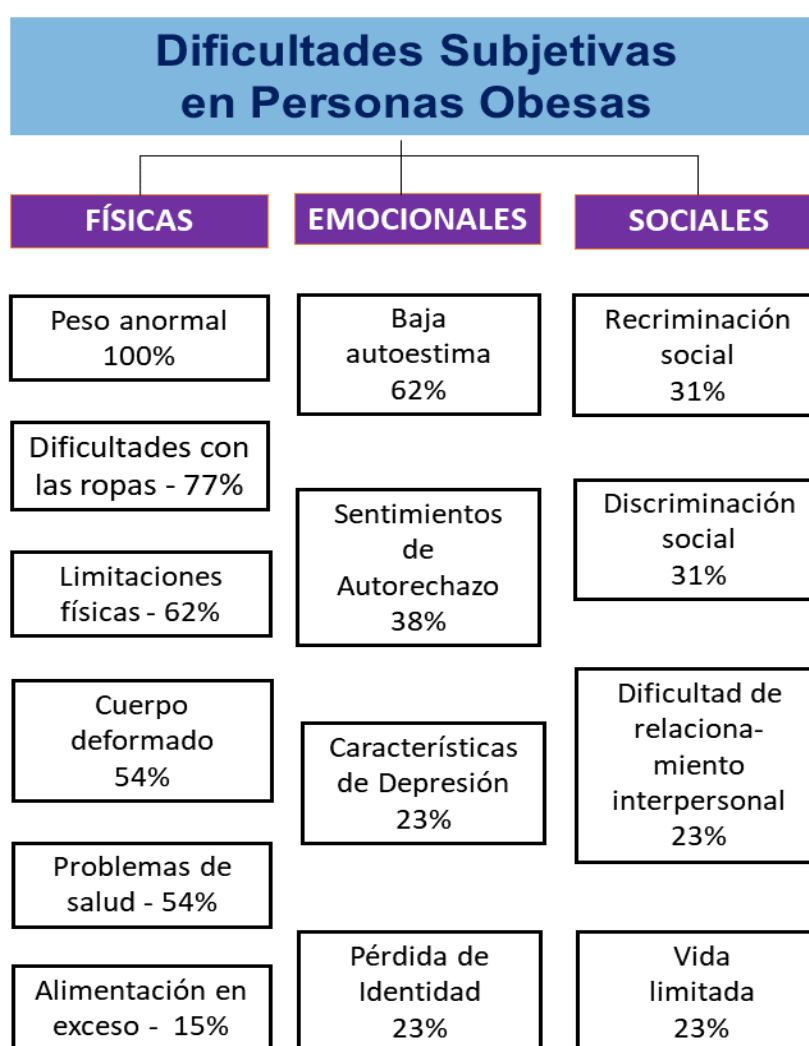 Dificultades Subjetivas
en Personas Obesas
FÍSICAS
Peso anormal
100%
Dificultades con
las ropas - 77%
Limitaciones
físicas - 62%
Cuerpo
deformado
54%
Problemas de
salud - 54%
Alimentación en
exceso - 15%
EMOCIONALES
Baja
autoestima
62%
Sentimientos
de
Autorechazo
38%
Características
de Depresión
23%
Pérdida de
Identidad
23%
SOCIALES
Recriminación
social
31%
Discriminación
social
31%
Dificultad de
relaciona-
miento
interpersonal
23%
Vida
limitada
23%